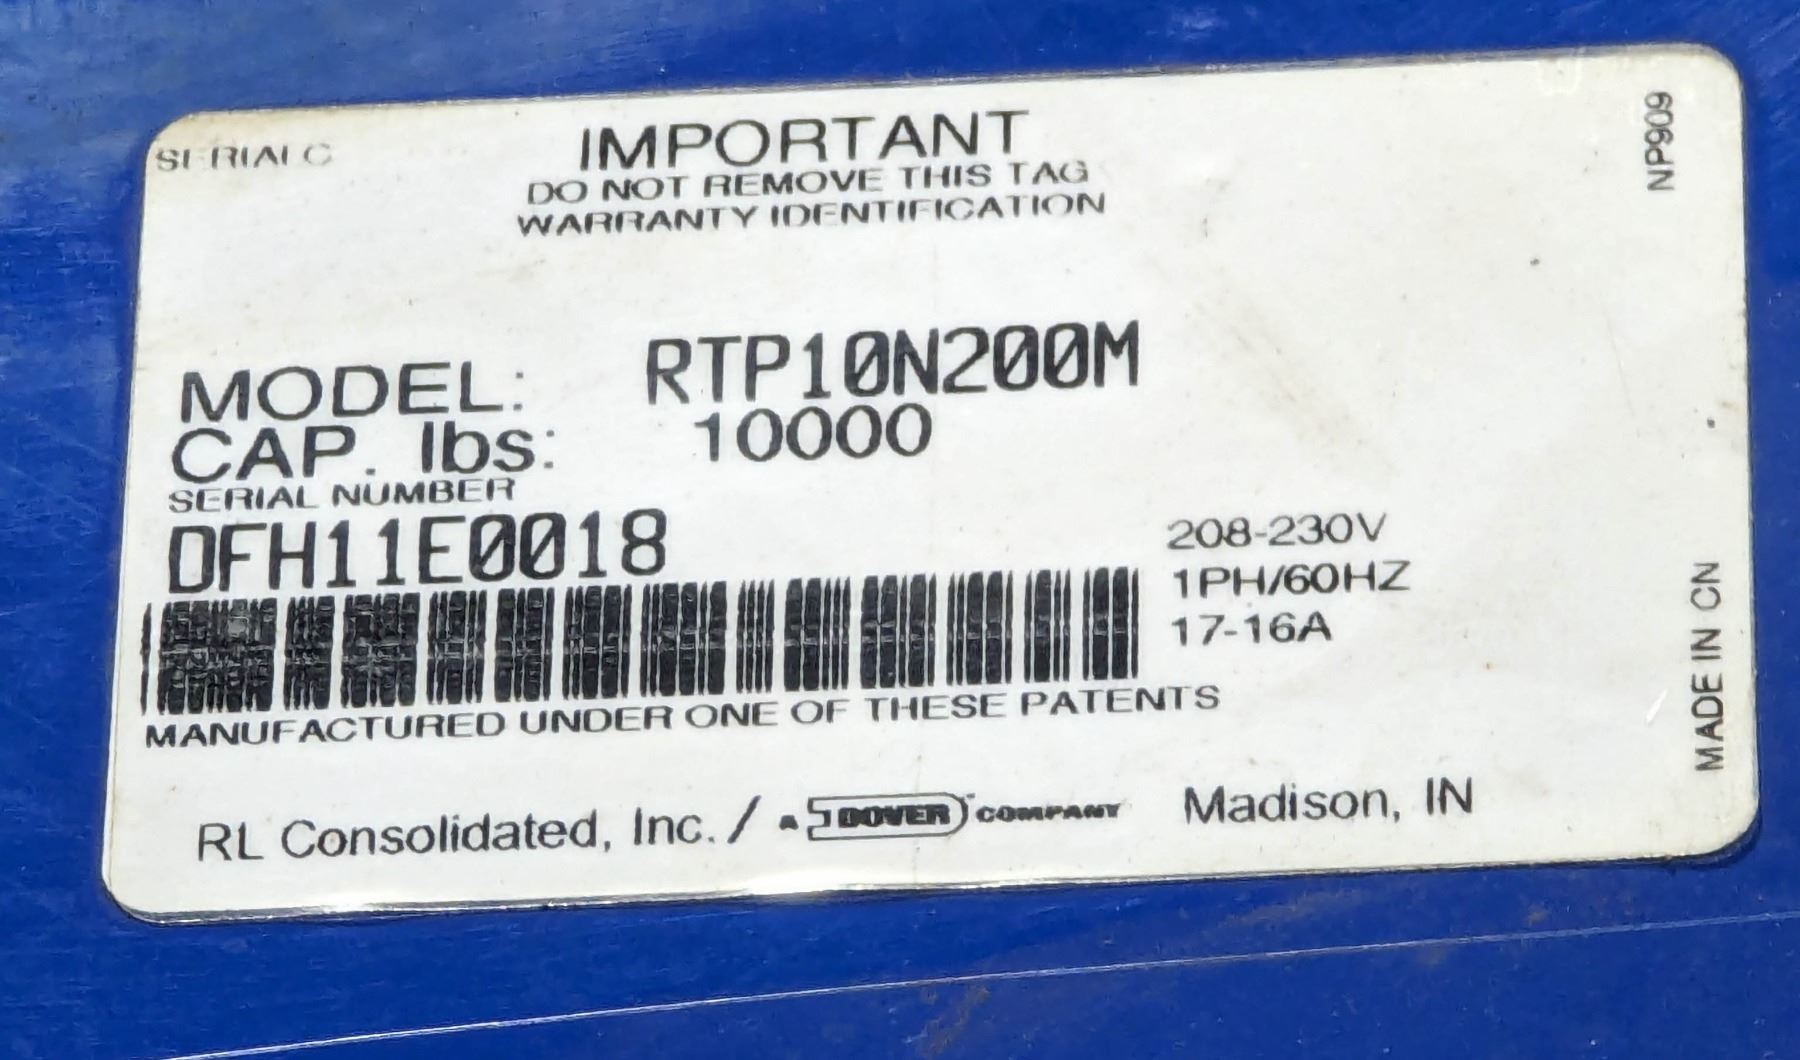 SERIAL C
IMPORTANT
DO NOT REMOVE THIS TAG
WARRANTY IDENTIFICATION
NP909
MODEL: RTP10N200M
CAP. lbs: 10000
SERIAL NUMBER
DFH11E0018
208-230V
1PH/60HZ
17-16A
MANUFACTURED UNDER ONE OF THESE PATENTS
MADE IN CN
RL Consolidated, Inc. / A DOVER COMPANY Madison, IN